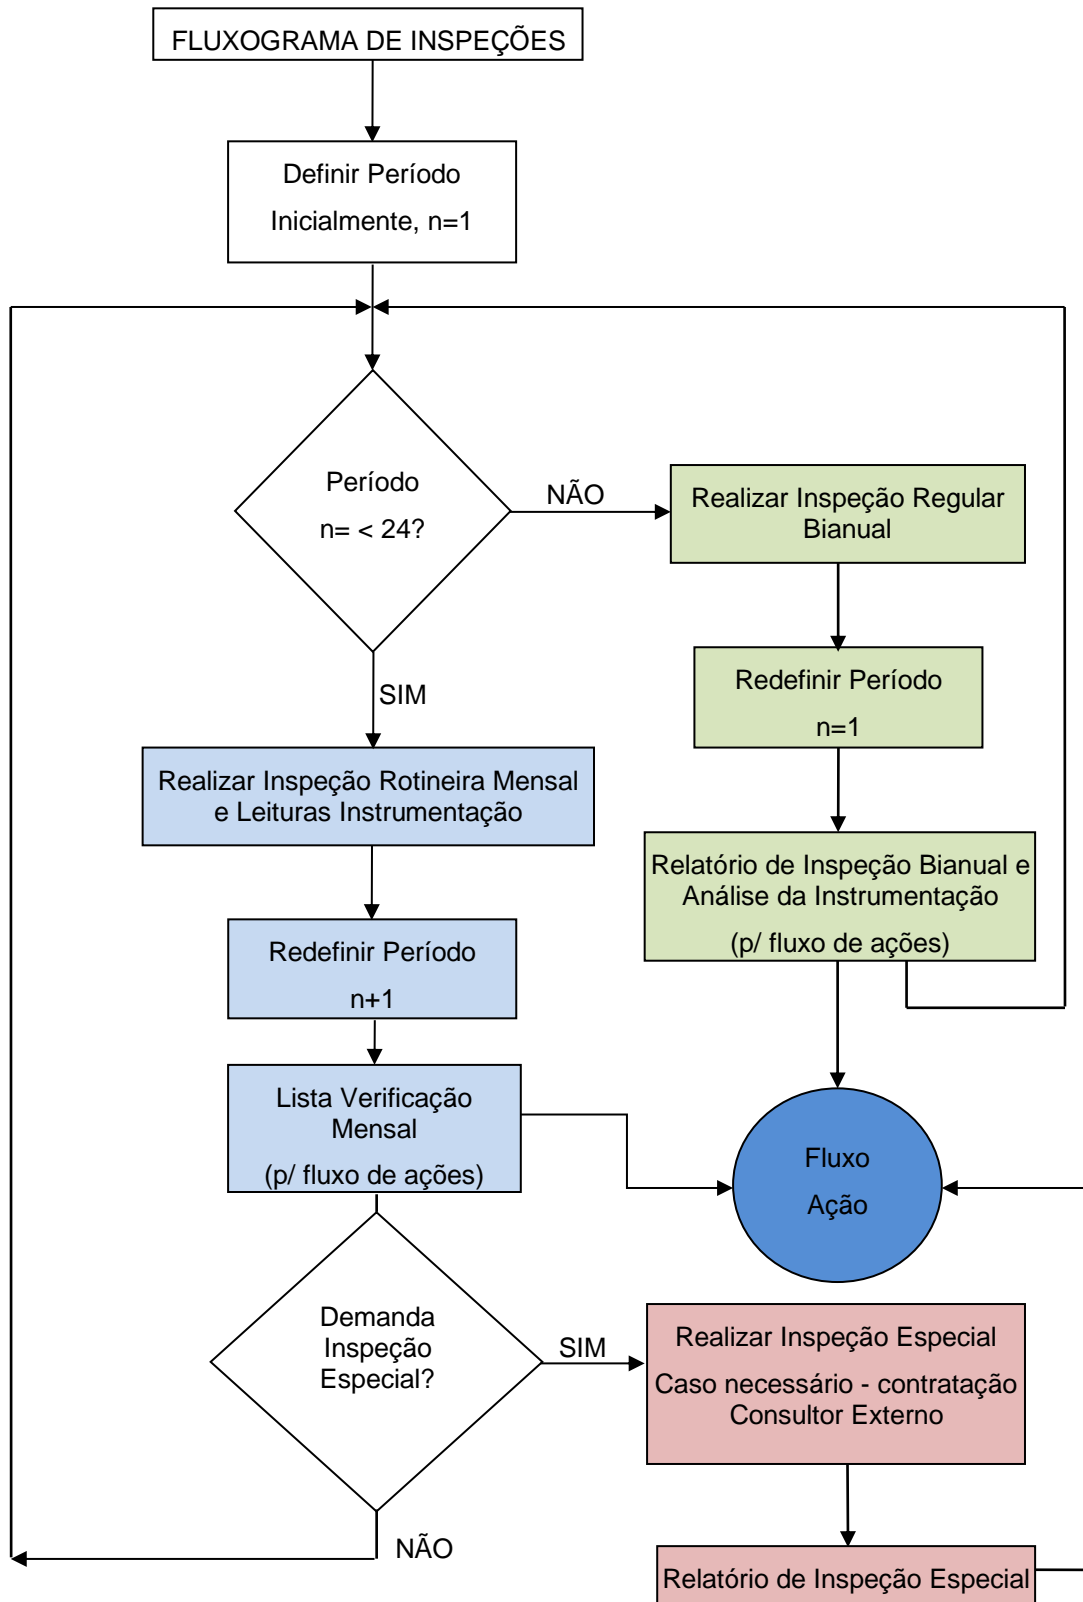 FLUXOGRAMA DE INSPEÇÕES
Definir Período
Inicialmente, n=1
Período
n= < 24?
NÃO
Realizar Inspeção Regular
Bianual
Redefinir Período
n=1
SIM
Realizar Inspeção Rotineira Mensal
e Leituras Instrumentação
Relatório de Inspeção Bianual e
Análise da Instrumentação
(p/ fluxo de ações)
Redefinir Período
n+1
Lista Verificação
Mensal
(p/ fluxo de ações)
Fluxo
Ação
Demanda
Inspeção
Especial?
SIM
Realizar Inspeção Especial
Caso necessário - contratação
Consultor Externo
NÃO
Relatório de Inspeção Especial